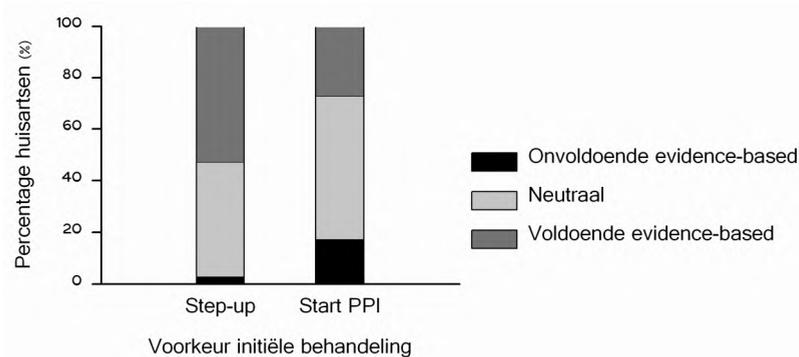 100
80
60
40
20
0
Percentage huisartsen (%)
Step-up
Start PPI
Voorkeur initiële behandeling
Onvoldoende evidence-based
Neutraal
Voldoende evidence-based